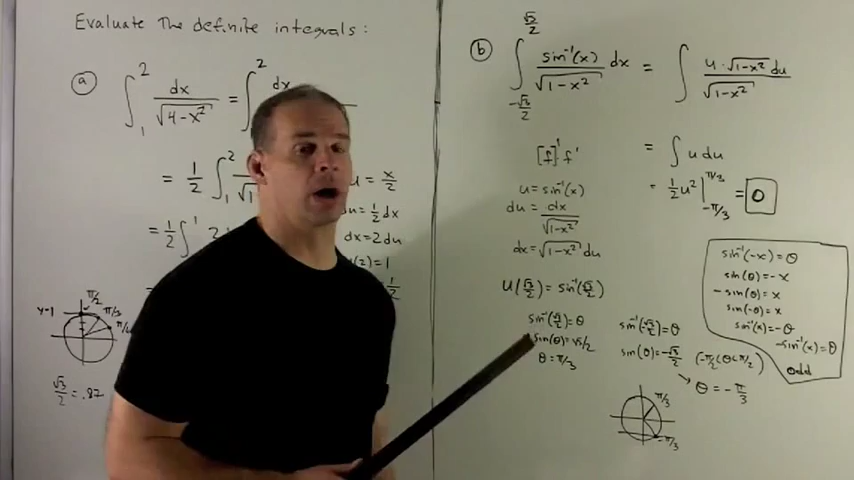 Evaluate The definite integrals:
ⓐ ∫₁² dx/√(4-x²) = ∫² dx
= 1/2 ∫₁² 1/√1
u = x/2
du = 1/2 dx
dx = 2du
u(2) = 1
= 1/2 ∫¹ 2
y=1
π/2
π/3
√3/2 = .87
ⓑ ∫_{-√3/2}^{√3/2} sin⁻¹(x)/√(1-x²) dx = ∫ u·√(1-x²) du/√(1-x²)
[f]' f'
= ∫ u du
u = sin⁻¹(x)
du = dx/√(1-x²)
dx = √(1-x²) du
= 1/2 u² |_{-π/3}^{π/3} = 0
u(√3/2) = sin⁻¹(√3/2)
sin⁻¹(√3/2) = θ
sin(θ) = √3/2
θ = π/3
sin⁻¹(-√3/2) = θ
sin(θ) = -√3/2 (-π/2<θ<π/2)
→ θ = -π/3
π/3
-π/3
sin⁻¹(-x) = θ
sin(θ) = -x
-sin(θ) = x
sin(-θ) = x
sin⁻¹(x) = -θ
-sin⁻¹(x) = θ
odd